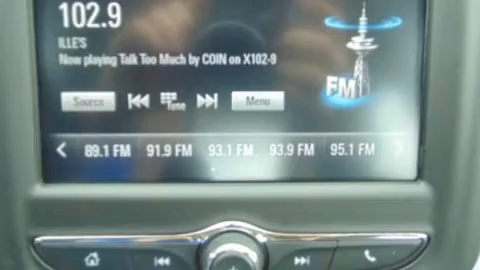 102.9
ILLE'S
Now playing Talk Too Much by COIN on X102-9
FM
Source Tune Menu
89.1 FM 91.9 FM 93.1 FM 93.9 FM 95.1 FM